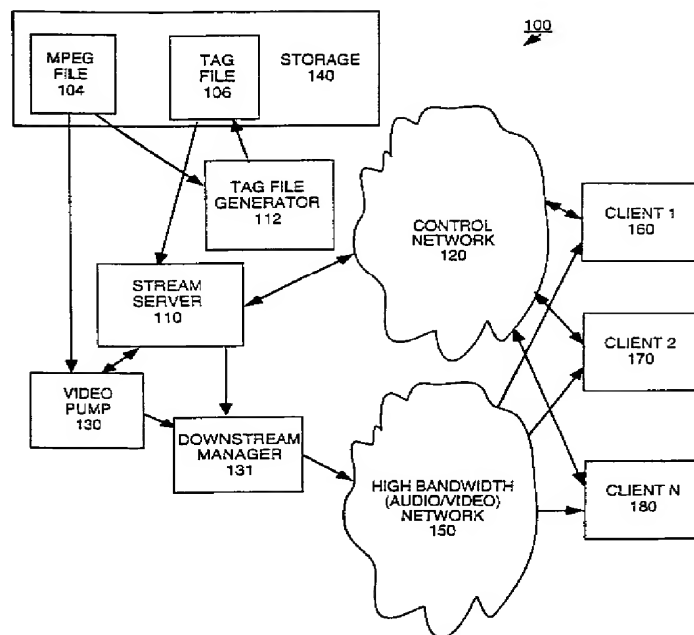 100
MPEG
FILE
104
TAG
FILE
106
STORAGE
140
TAG FILE
GENERATOR
112
CONTROL
NETWORK
120
CLIENT 1
160
STREAM
SERVER
110
CLIENT 2
170
VIDEO
PUMP
130
DOWNSTREAM
MANAGER
131
HIGH BANDWIDTH
(AUDIO/VIDEO)
NETWORK
150
CLIENT N
180